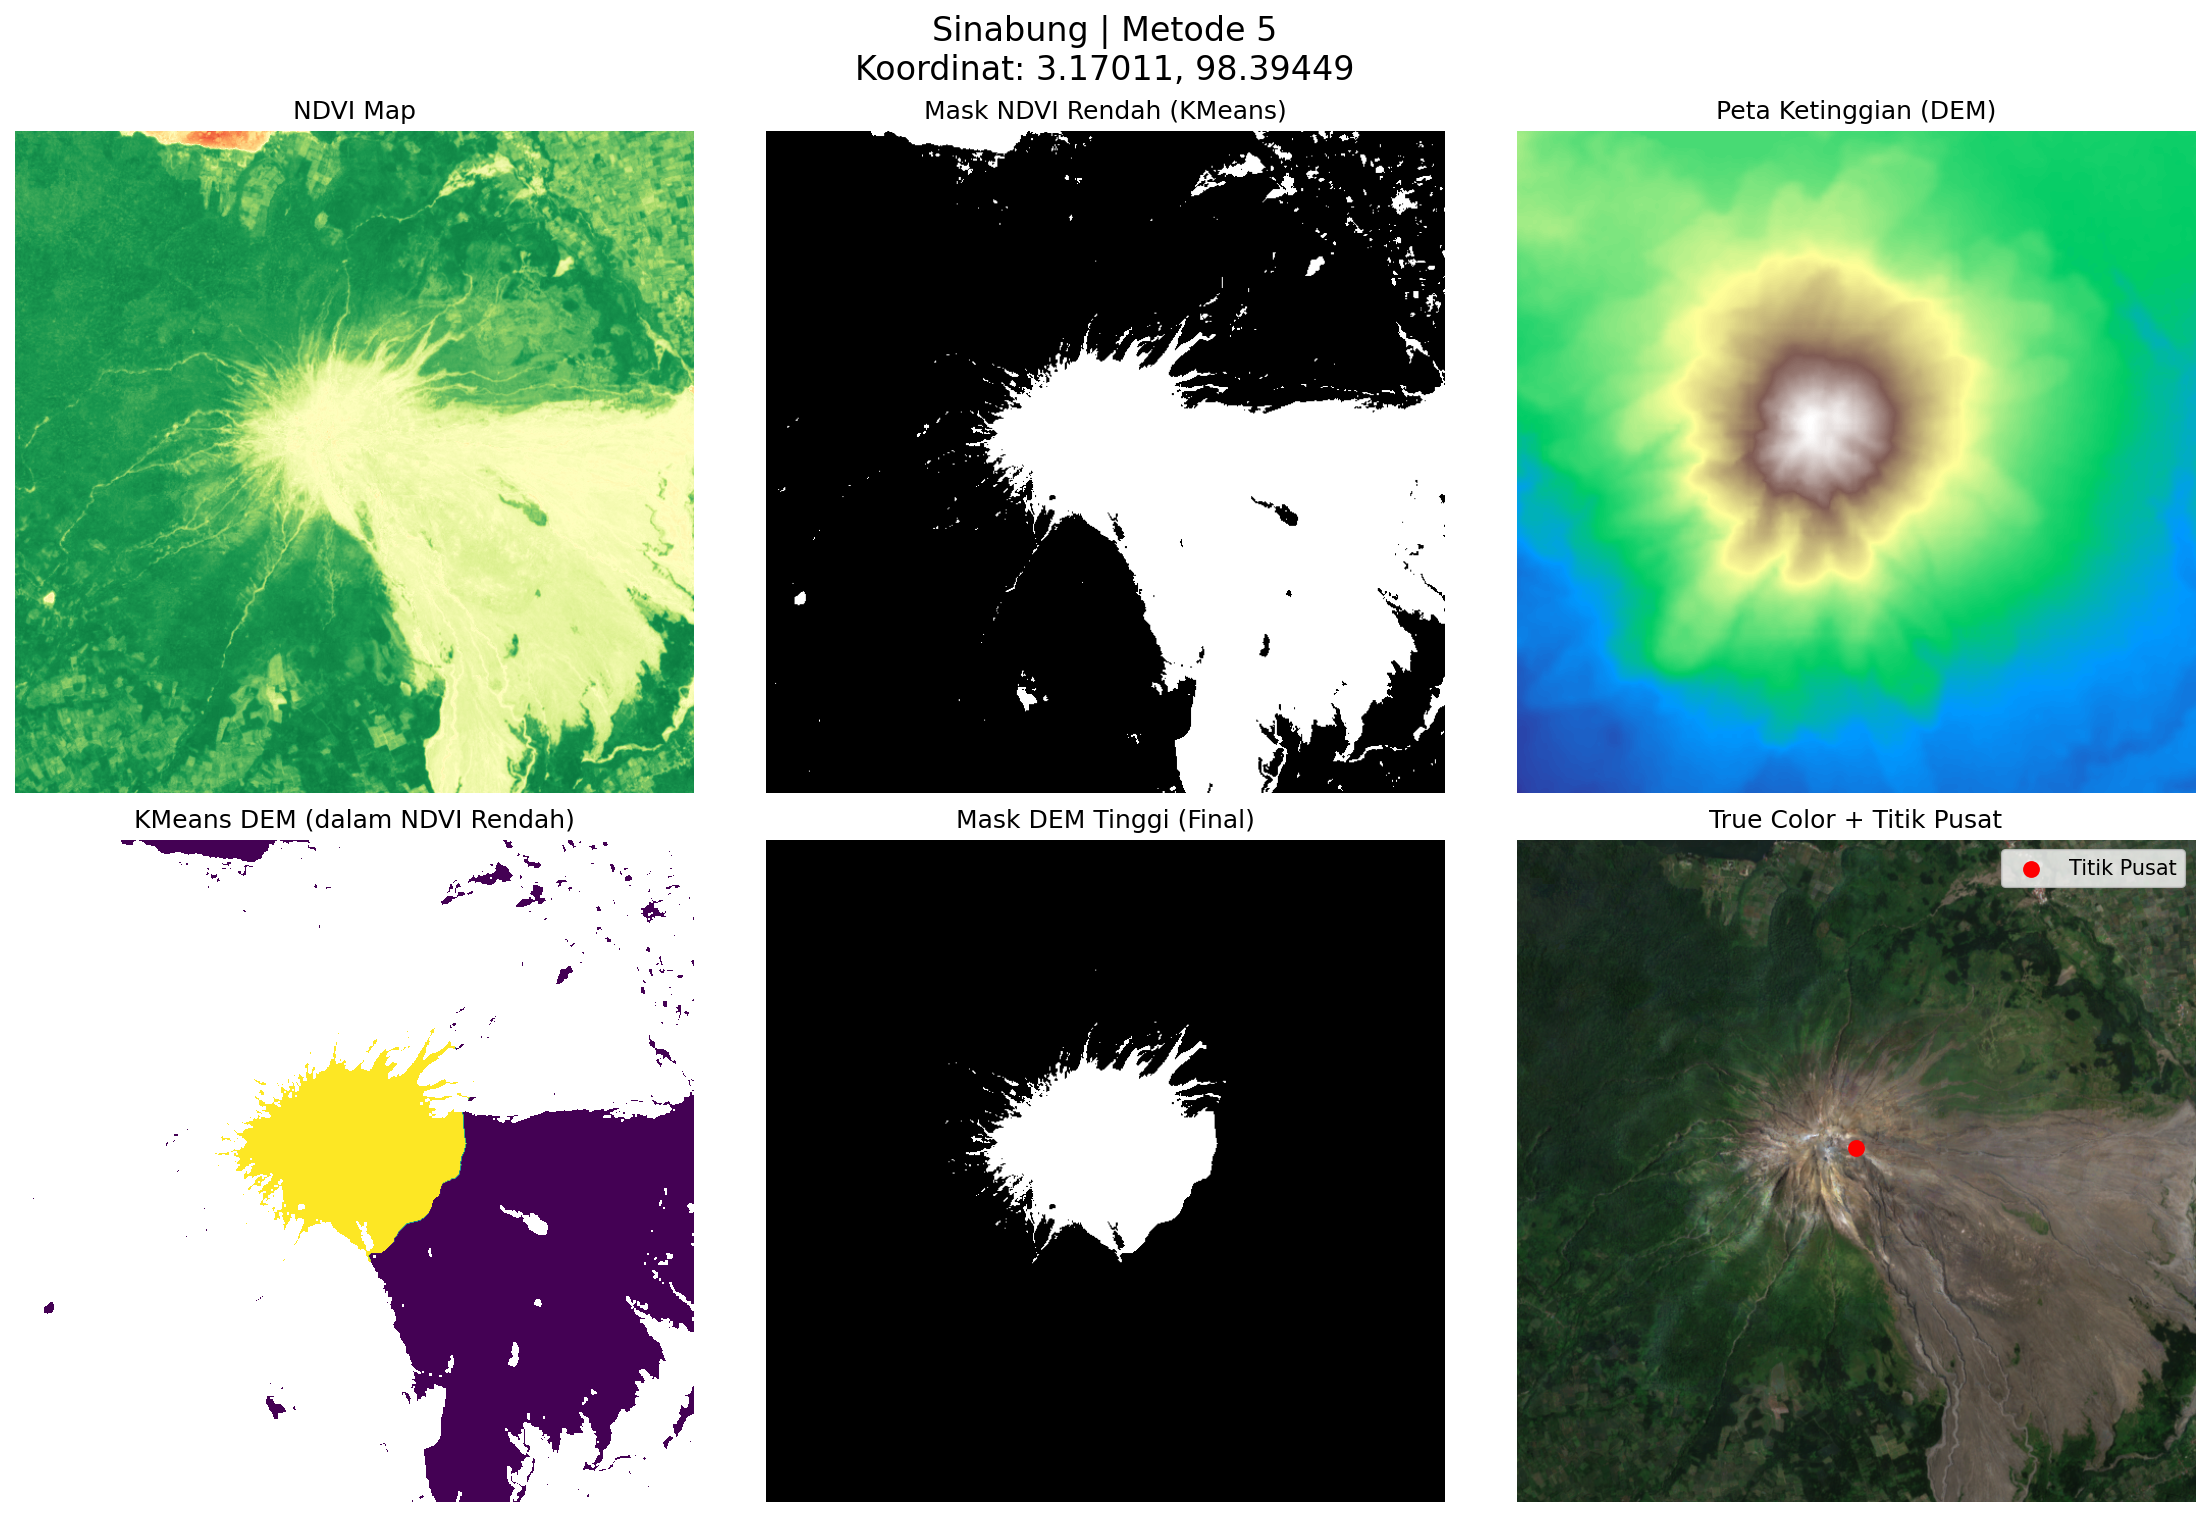 Sinabung | Metode 5
Koordinat: 3.17011, 98.39449
NDVI Map
Mask NDVI Rendah (KMeans)
Peta Ketinggian (DEM)
KMeans DEM (dalam NDVI Rendah)
Mask DEM Tinggi (Final)
True Color + Titik Pusat
Titik Pusat